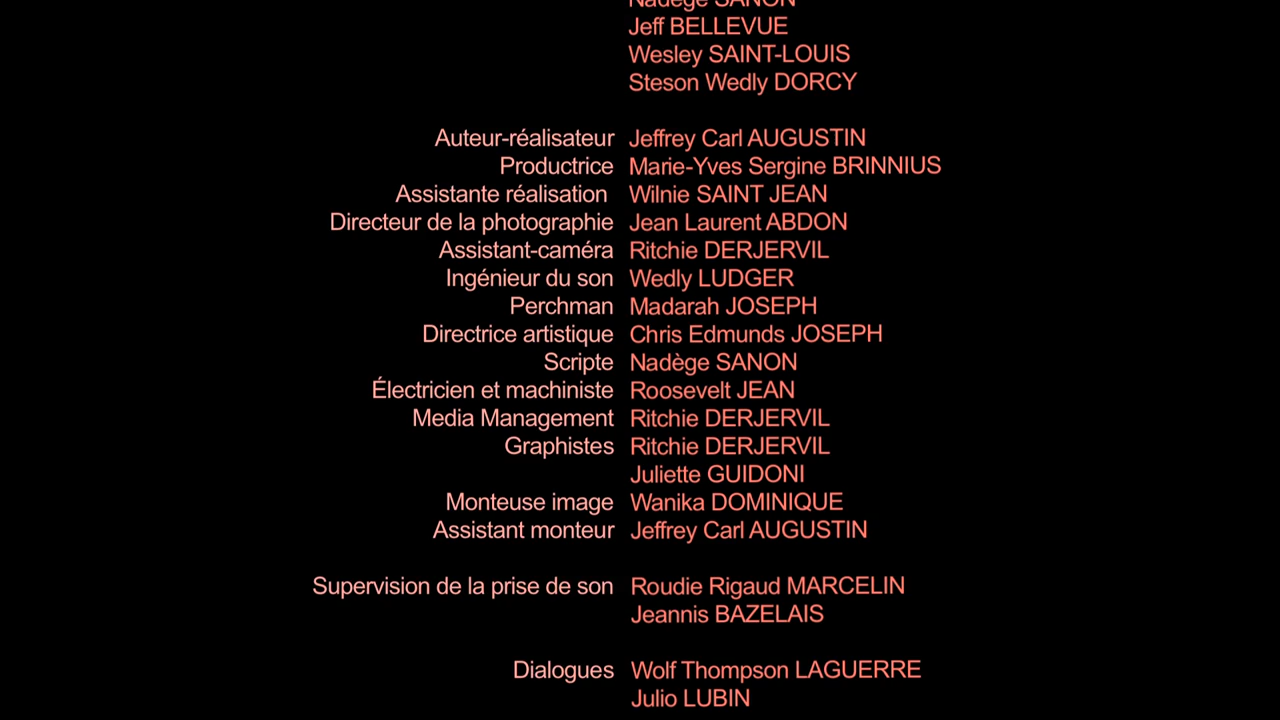 Nadège SANON
Jeff BELLEVUE
Wesley SAINT-LOUIS
Steson Wedly DORCY
Auteur-réalisateur Jeffrey Carl AUGUSTIN
Productrice Marie-Yves Sergine BRINNIUS
Assistante réalisation Wilnie SAINT JEAN
Directeur de la photographie Jean Laurent ABDON
Assistant-caméra Ritchie DERJERVIL
Ingénieur du son Wedly LUDGER
Perchman Madarah JOSEPH
Directrice artistique Chris Edmunds JOSEPH
Scripte Nadège SANON
Électricien et machiniste Roosevelt JEAN
Media Management Ritchie DERJERVIL
Graphistes Ritchie DERJERVIL
Juliette GUIDONI
Monteuse image Wanika DOMINIQUE
Assistant monteur Jeffrey Carl AUGUSTIN
Supervision de la prise de son Roudie Rigaud MARCELIN
Jeannis BAZELAIS
Dialogues Wolf Thompson LAGUERRE
Julio LUBIN